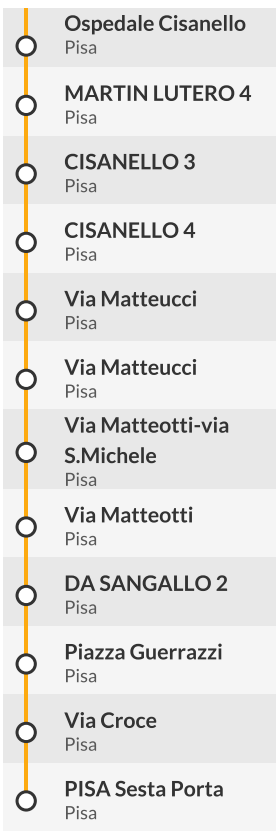 Ospedale Cisanello
Pisa
MARTIN LUTERO 4
Pisa
CISANELLO 3
Pisa
CISANELLO 4
Pisa
Via Matteucci
Pisa
Via Matteucci
Pisa
Via Matteotti-via
S.Michele
Pisa
Via Matteotti
Pisa
DA SANGALLO 2
Pisa
Piazza Guerrazzi
Pisa
Via Croce
Pisa
PISA Sesta Porta
Pisa